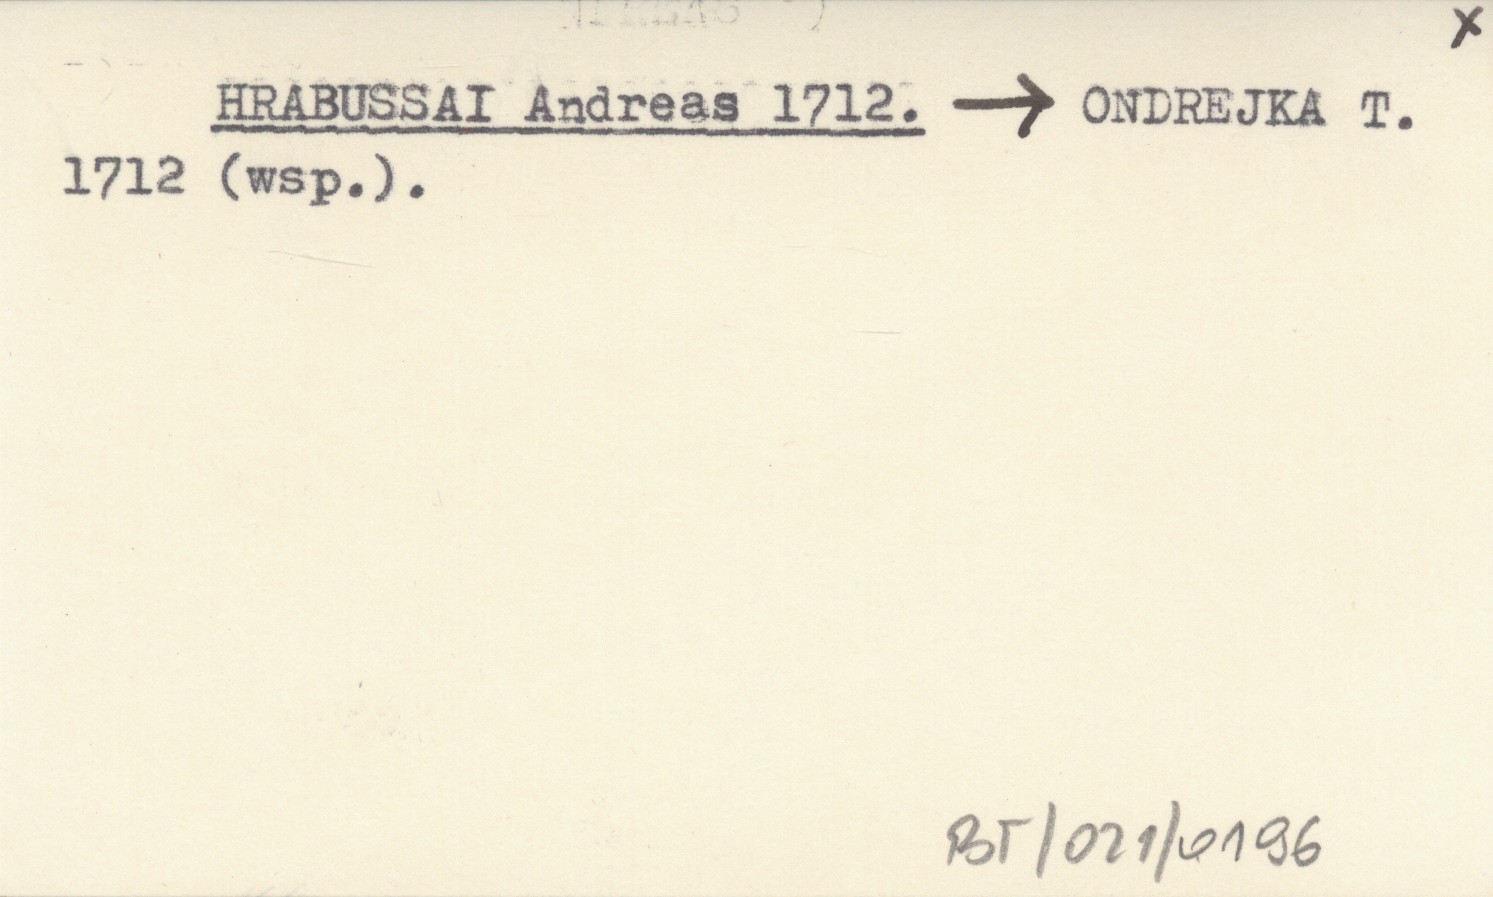 x
HRABUSSAI Andreas 1712. → ONDREJKA T.
1712 (wsp.).
BT/021/0196